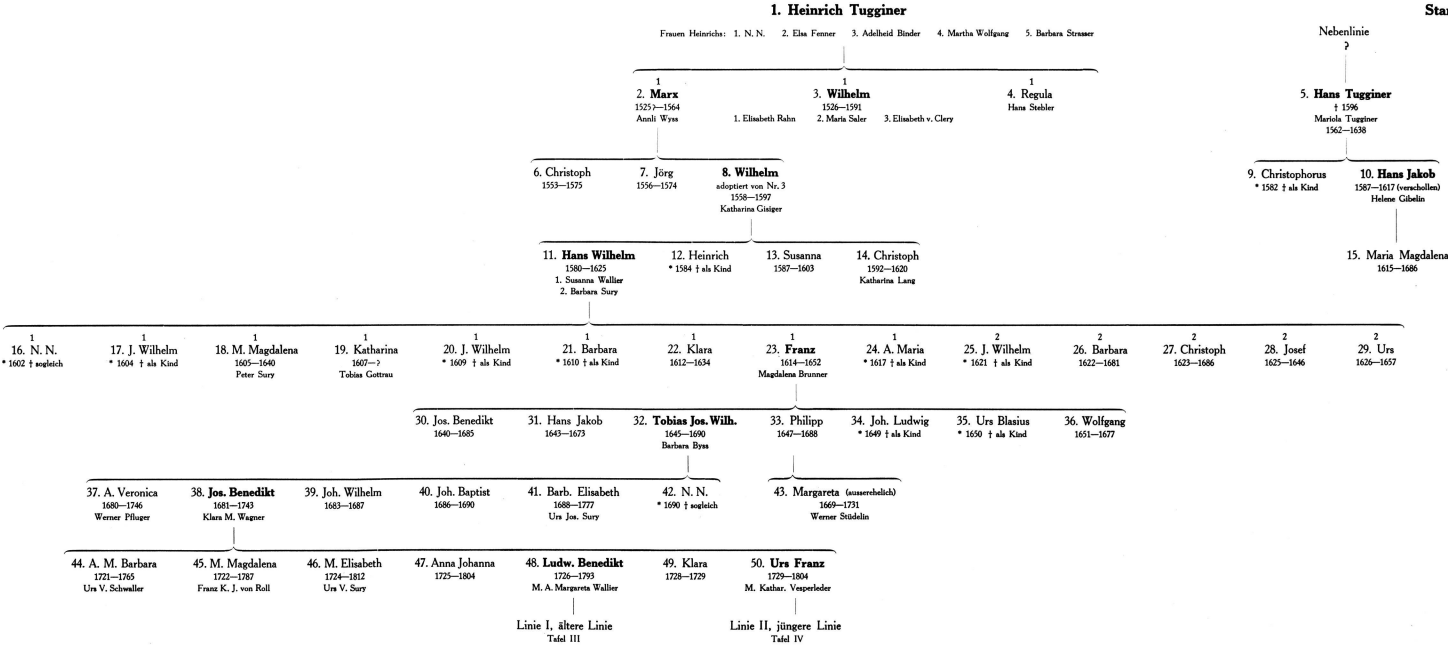 1. Heinrich Tugginer
Star
Frauen Heinrichs: 1. N. N. 2. Elsa Fenner 3. Adelheid Binder 4. Martha Wolfgang 5. Barbara Strasser
Nebenlinie
?
1
2. Marx
1525?—1564
Annli Wyss
1
3. Wilhelm
1526—1591
1. Elisabeth Rahn 2. Maria Saler 3. Elisabeth v. Clery
1
4. Regula
Hans Stebler
5. Hans Tugginer
† 1596
Mariola Tugginer
1562—1638
6. Christoph
1553—1575
7. Jörg
1556—1574
8. Wilhelm
adoptiert von Nr. 3
1558—1597
Katharina Gisiger
9. Christophorus
* 1582 † als Kind
10. Hans Jakob
1587—1617 (verschollen)
Helene Gibelin
11. Hans Wilhelm
1580—1625
1. Susanna Wallier
2. Barbara Sury
12. Heinrich
* 1584 † als Kind
13. Susanna
1587—1603
14. Christoph
1592—1620
Katharina Lang
15. Maria Magdalena
1615—1686
1
16. N. N.
* 1602 † sogleich
1
17. J. Wilhelm
* 1604 † als Kind
1
18. M. Magdalena
1605—1640
Peter Sury
1
19. Katharina
1607—?
Tobias Gottrau
1
20. J. Wilhelm
* 1609 † als Kind
1
21. Barbara
* 1610 † als Kind
1
22. Klara
1612—1634
1
23. Franz
1614—1652
Magdalena Brunner
1
24. A. Maria
* 1617 † als Kind
2
25. J. Wilhelm
* 1621 † als Kind
2
26. Barbara
1622—1681
2
27. Christoph
1623—1686
2
28. Josef
1625—1646
2
29. Urs
1626—1657
30. Jos. Benedikt
1640—1685
31. Hans Jakob
1643—1673
32. Tobias Jos. Wilh.
1645—1690
Barbara Byss
33. Philipp
1647—1688
34. Joh. Ludwig
* 1649 † als Kind
35. Urs Blasius
* 1650 † als Kind
36. Wolfgang
1651—1677
37. A. Veronica
1680—1746
Werner Pfluger
38. Jos. Benedikt
1681—1743
Klara M. Wagner
39. Joh. Wilhelm
1683—1687
40. Joh. Baptist
1686—1690
41. Barb. Elisabeth
1688—1777
Urs Jos. Sury
42. N. N.
* 1690 † sogleich
43. Margareta (ausserehelich)
1669—1731
Werner Stüdelin
44. A. M. Barbara
1721—1765
Urs V. Schwaller
45. M. Magdalena
1722—1787
Franz K. J. von Roll
46. M. Elisabeth
1724—1812
Urs V. Sury
47. Anna Johanna
1725—1804
48. Ludw. Benedikt
1726—1793
M. A. Margareta Wallier
49. Klara
1728—1729
50. Urs Franz
1729—1804
M. Kathar. Vesperleder
Linie I, ältere Linie
Tafel III
Linie II, jüngere Linie
Tafel IV